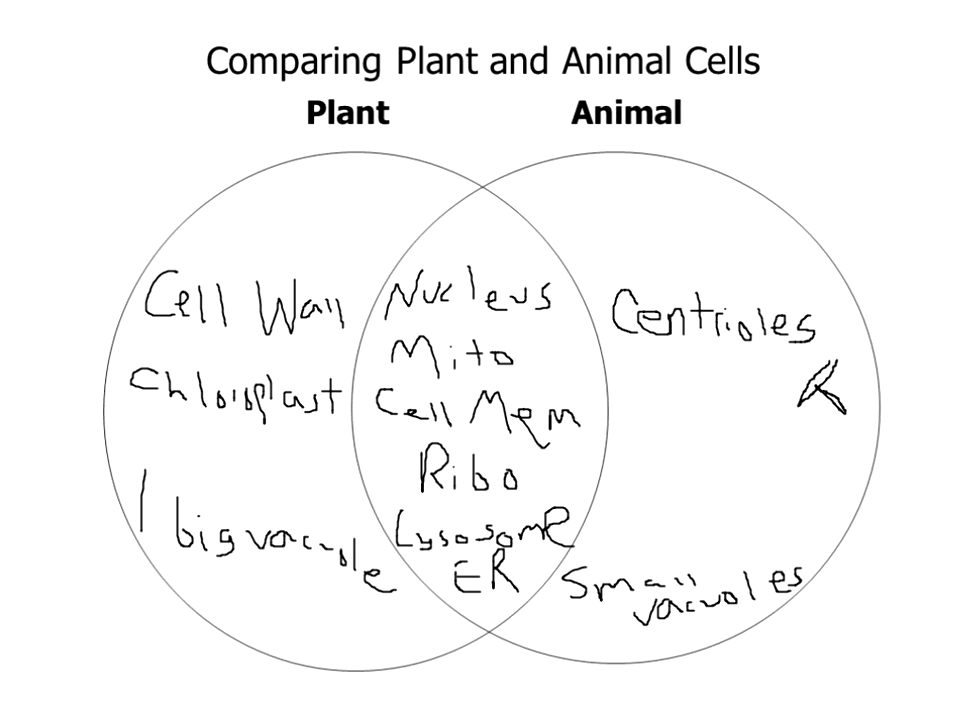 Comparing Plant and Animal Cells
Plant
Animal
Cell Wall
Chloroplast
1 big vacuole
Nucleus
Mito
Cell Mem
Ribo
Lysosome
ER
Centrioles
Small
vacuoles